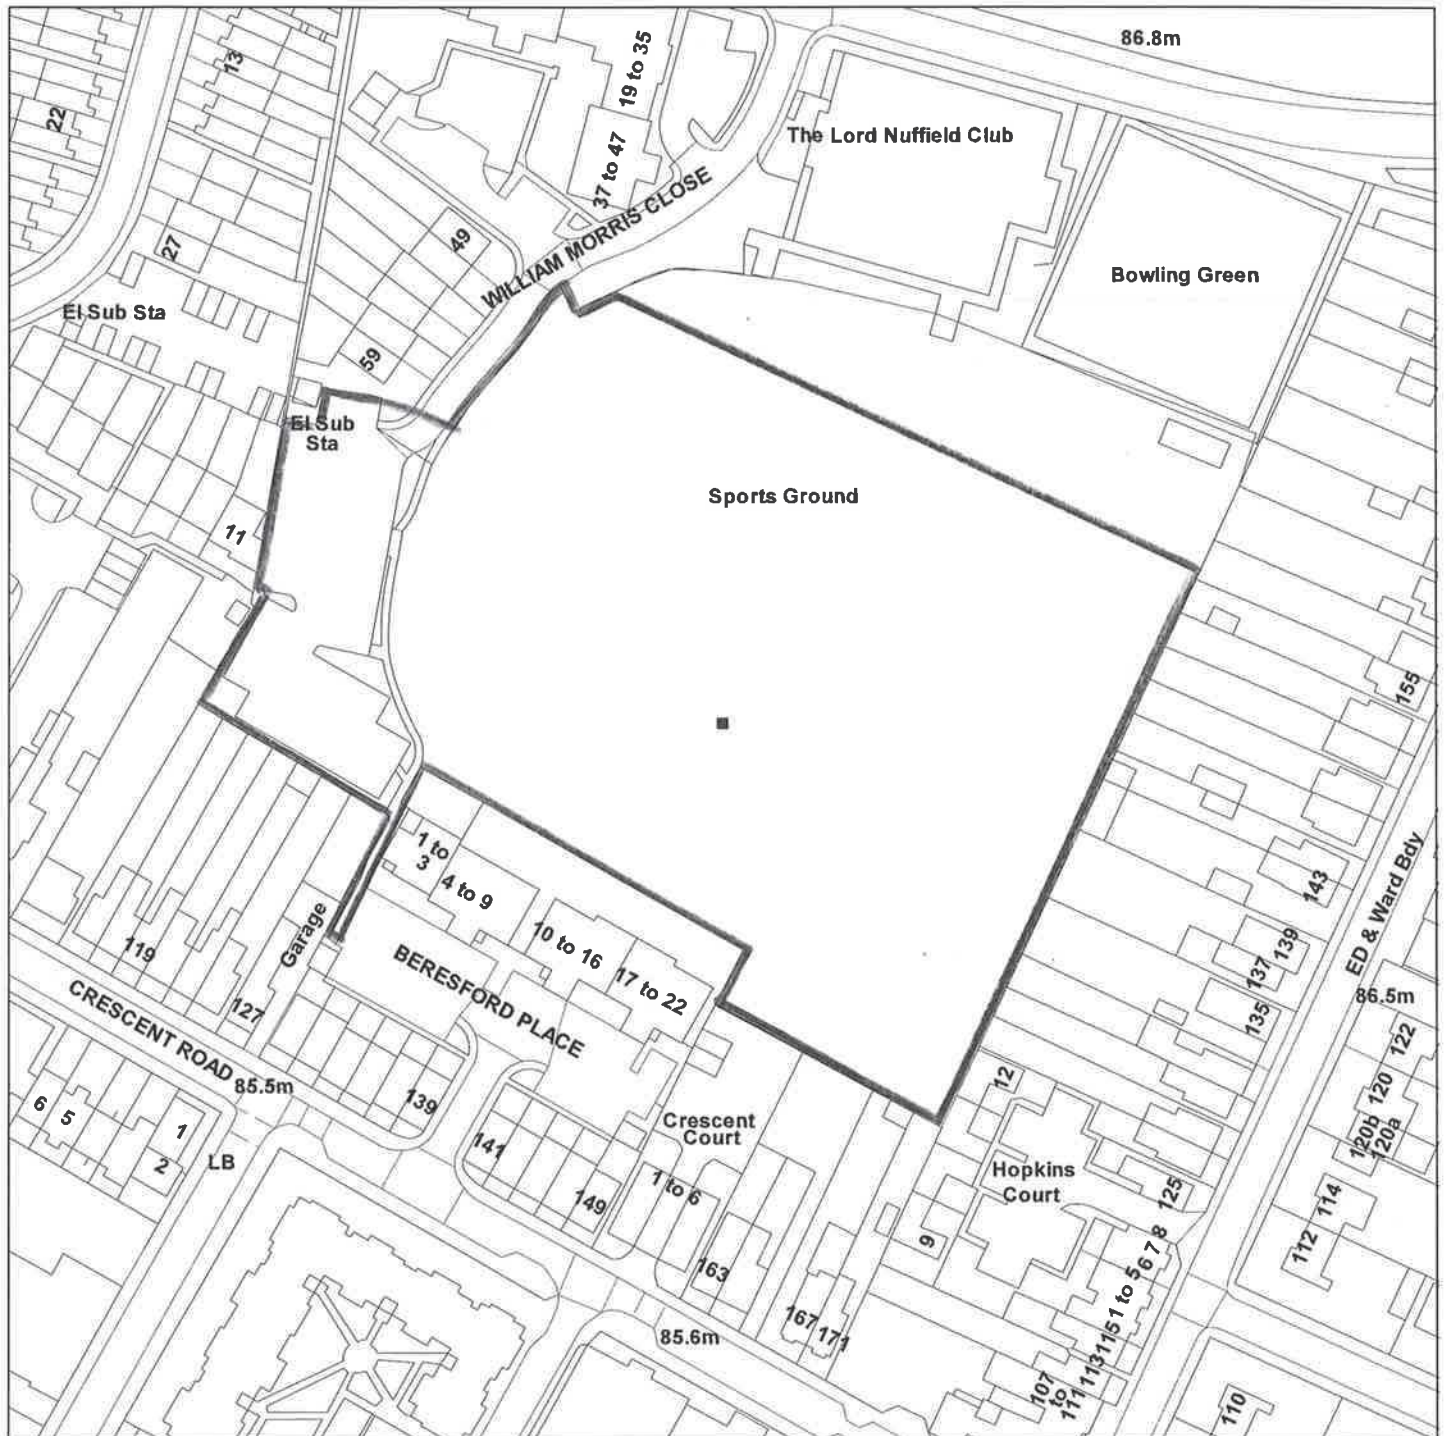 86.8m
13
19 to 35
22
The Lord Nuffield Club
37 to 47
WILLIAM MORRIS CLOSE
27
49
Bowling Green
El Sub Sta
59
El Sub
Sta
Sports Ground
11
155
1 to
3
4 to 9
143
ED & Ward Bdy
Garage
10 to 16
119
139
137
17 to 22
BERESFORD PLACE
86.5m
127
135
CRESCENT ROAD
122
85.5m
12
120
139
6
5
1
Crescent
Court
120b
120a
141
2
LB
Hopkins
Court
1 to 6
149
125
114
9
8
7
6
1 to 5
112
163
115
167
171
85.6m
113
107
to
111
110